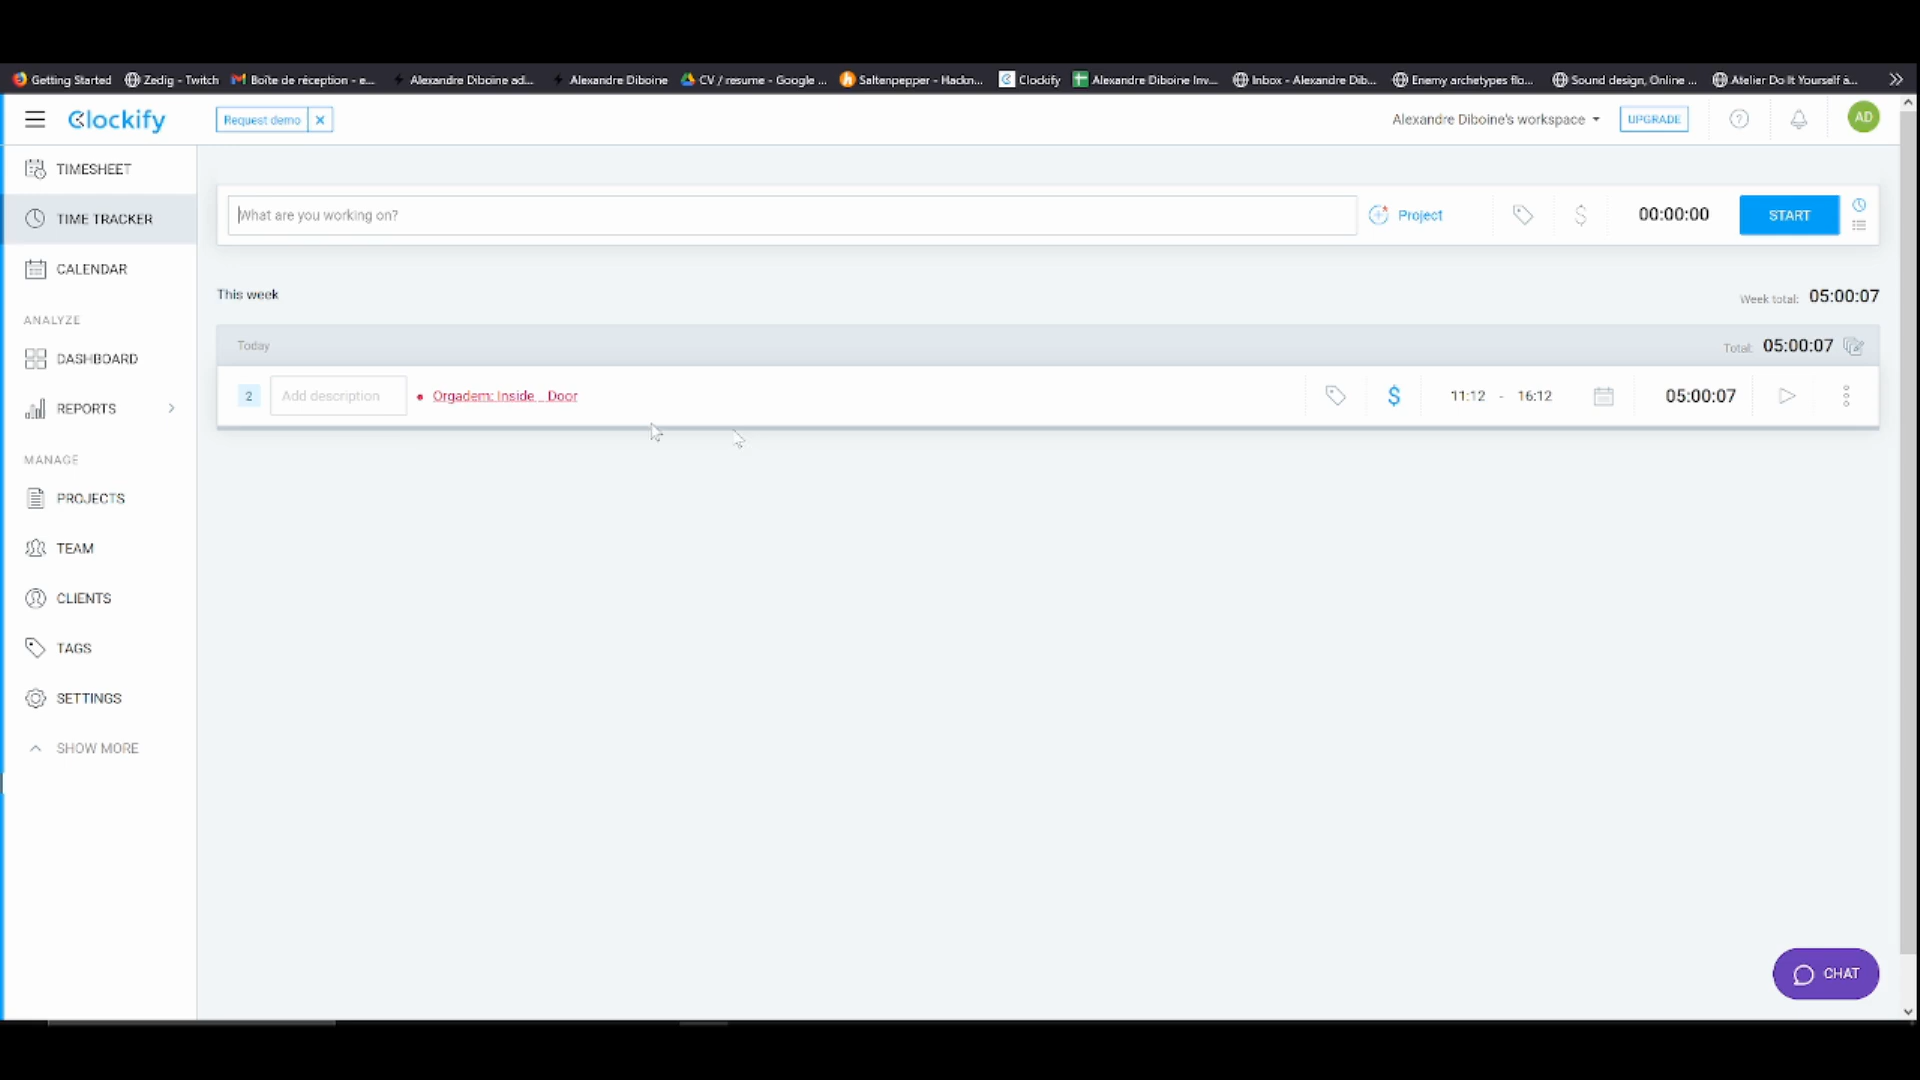 Getting Started Zedig - Twitch Boîte de réception - e... Alexandre Diboine ad... Alexandre Diboine CV / resume - Google ... Saltenpepper - Hackn... Clockify Alexandre Diboine Inv... Inbox - Alexandre Dib... Enemy archetypes flo... Sound design, Online ... Atelier Do It Yourself à...
Clockify Request demo Alexandre Diboine's workspace UPGRADE AD
TIMESHEET
TIME TRACKER
CALENDAR
ANALYZE
DASHBOARD
REPORTS
MANAGE
PROJECTS
TEAM
CLIENTS
TAGS
SETTINGS
SHOW MORE
What are you working on? Project $ 00:00:00 START
This week Week total: 05:00:07
Today Total: 05:00:07
2 Add description • Orgadem: Inside _ Door $ 11:12 - 16:12 05:00:07
CHAT